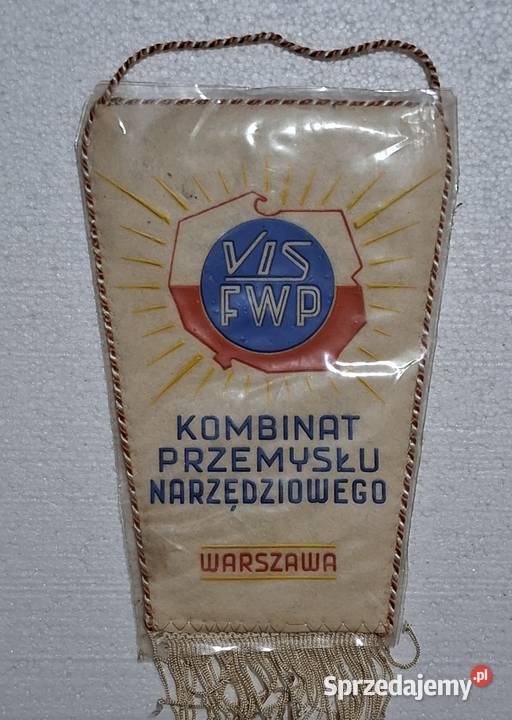 VIS
FWP
KOMBINAT
PRZEMYSŁU
NARZĘDZIOWEGO
WARSZAWA
Sprzedajemy.pl